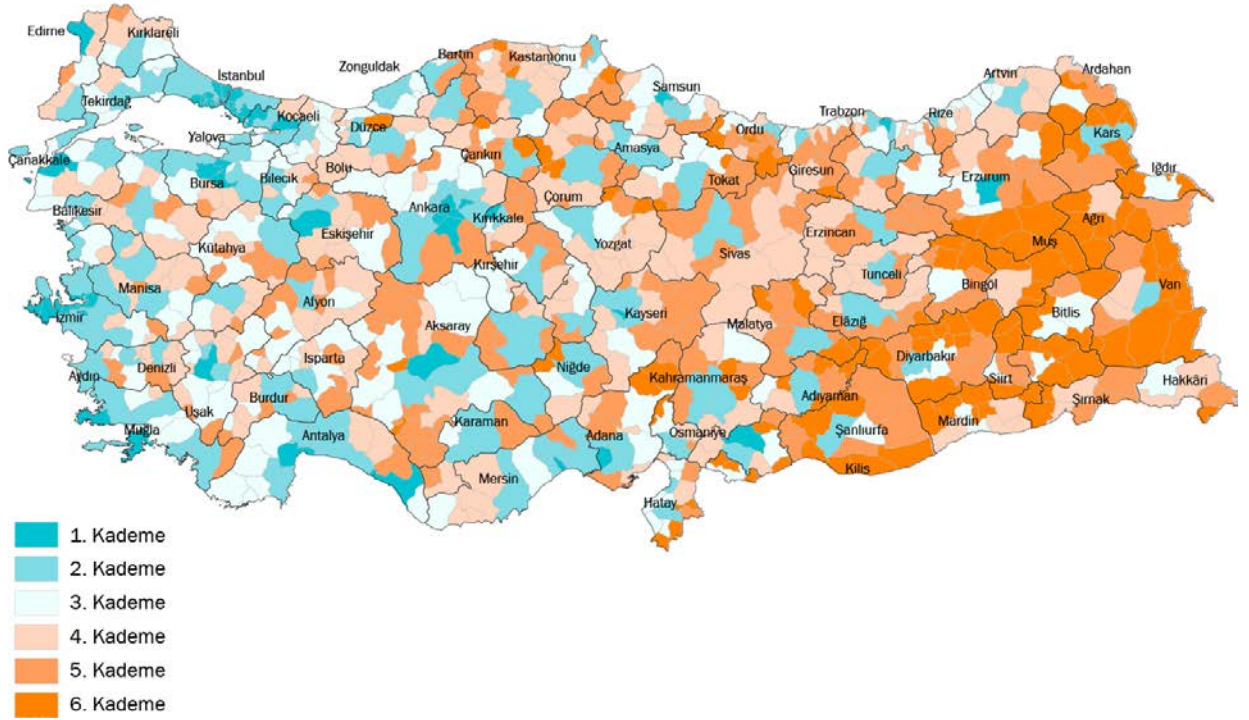 Edirne
Kırklareli
Tekirdağ
İstanbul
Kocaeli
Yalova
Çanakkale
Bursa
Bilecik
Balıkesir
Zonguldak
Bartın
Kastamonu
Düzce
Bolu
Çankırı
Samsun
Amasya
Ordu
Tokat
Giresun
Trabzon
Rize
Artvin
Ardahan
Kars
Iğdır
Erzurum
Ağrı
Muş
Ankara
Kırıkkale
Çorum
Yozgat
Kırşehir
Sivas
Erzincan
Tunceli
Bingöl
Bitlis
Van
Eskişehir
Kütahya
Manisa
Afyon
İzmir
Aksaray
Kayseri
Malatya
Elâzığ
Diyarbakır
Siirt
Hakkâri
Şırnak
Mardin
Aydın
Denizli
Isparta
Burdur
Uşak
Muğla
Antalya
Karaman
Niğde
Mersin
Adana
Kahramanmaraş
Osmaniye
Adıyaman
Şanlıurfa
Kilis
Hatay
1. Kademe
2. Kademe
3. Kademe
4. Kademe
5. Kademe
6. Kademe